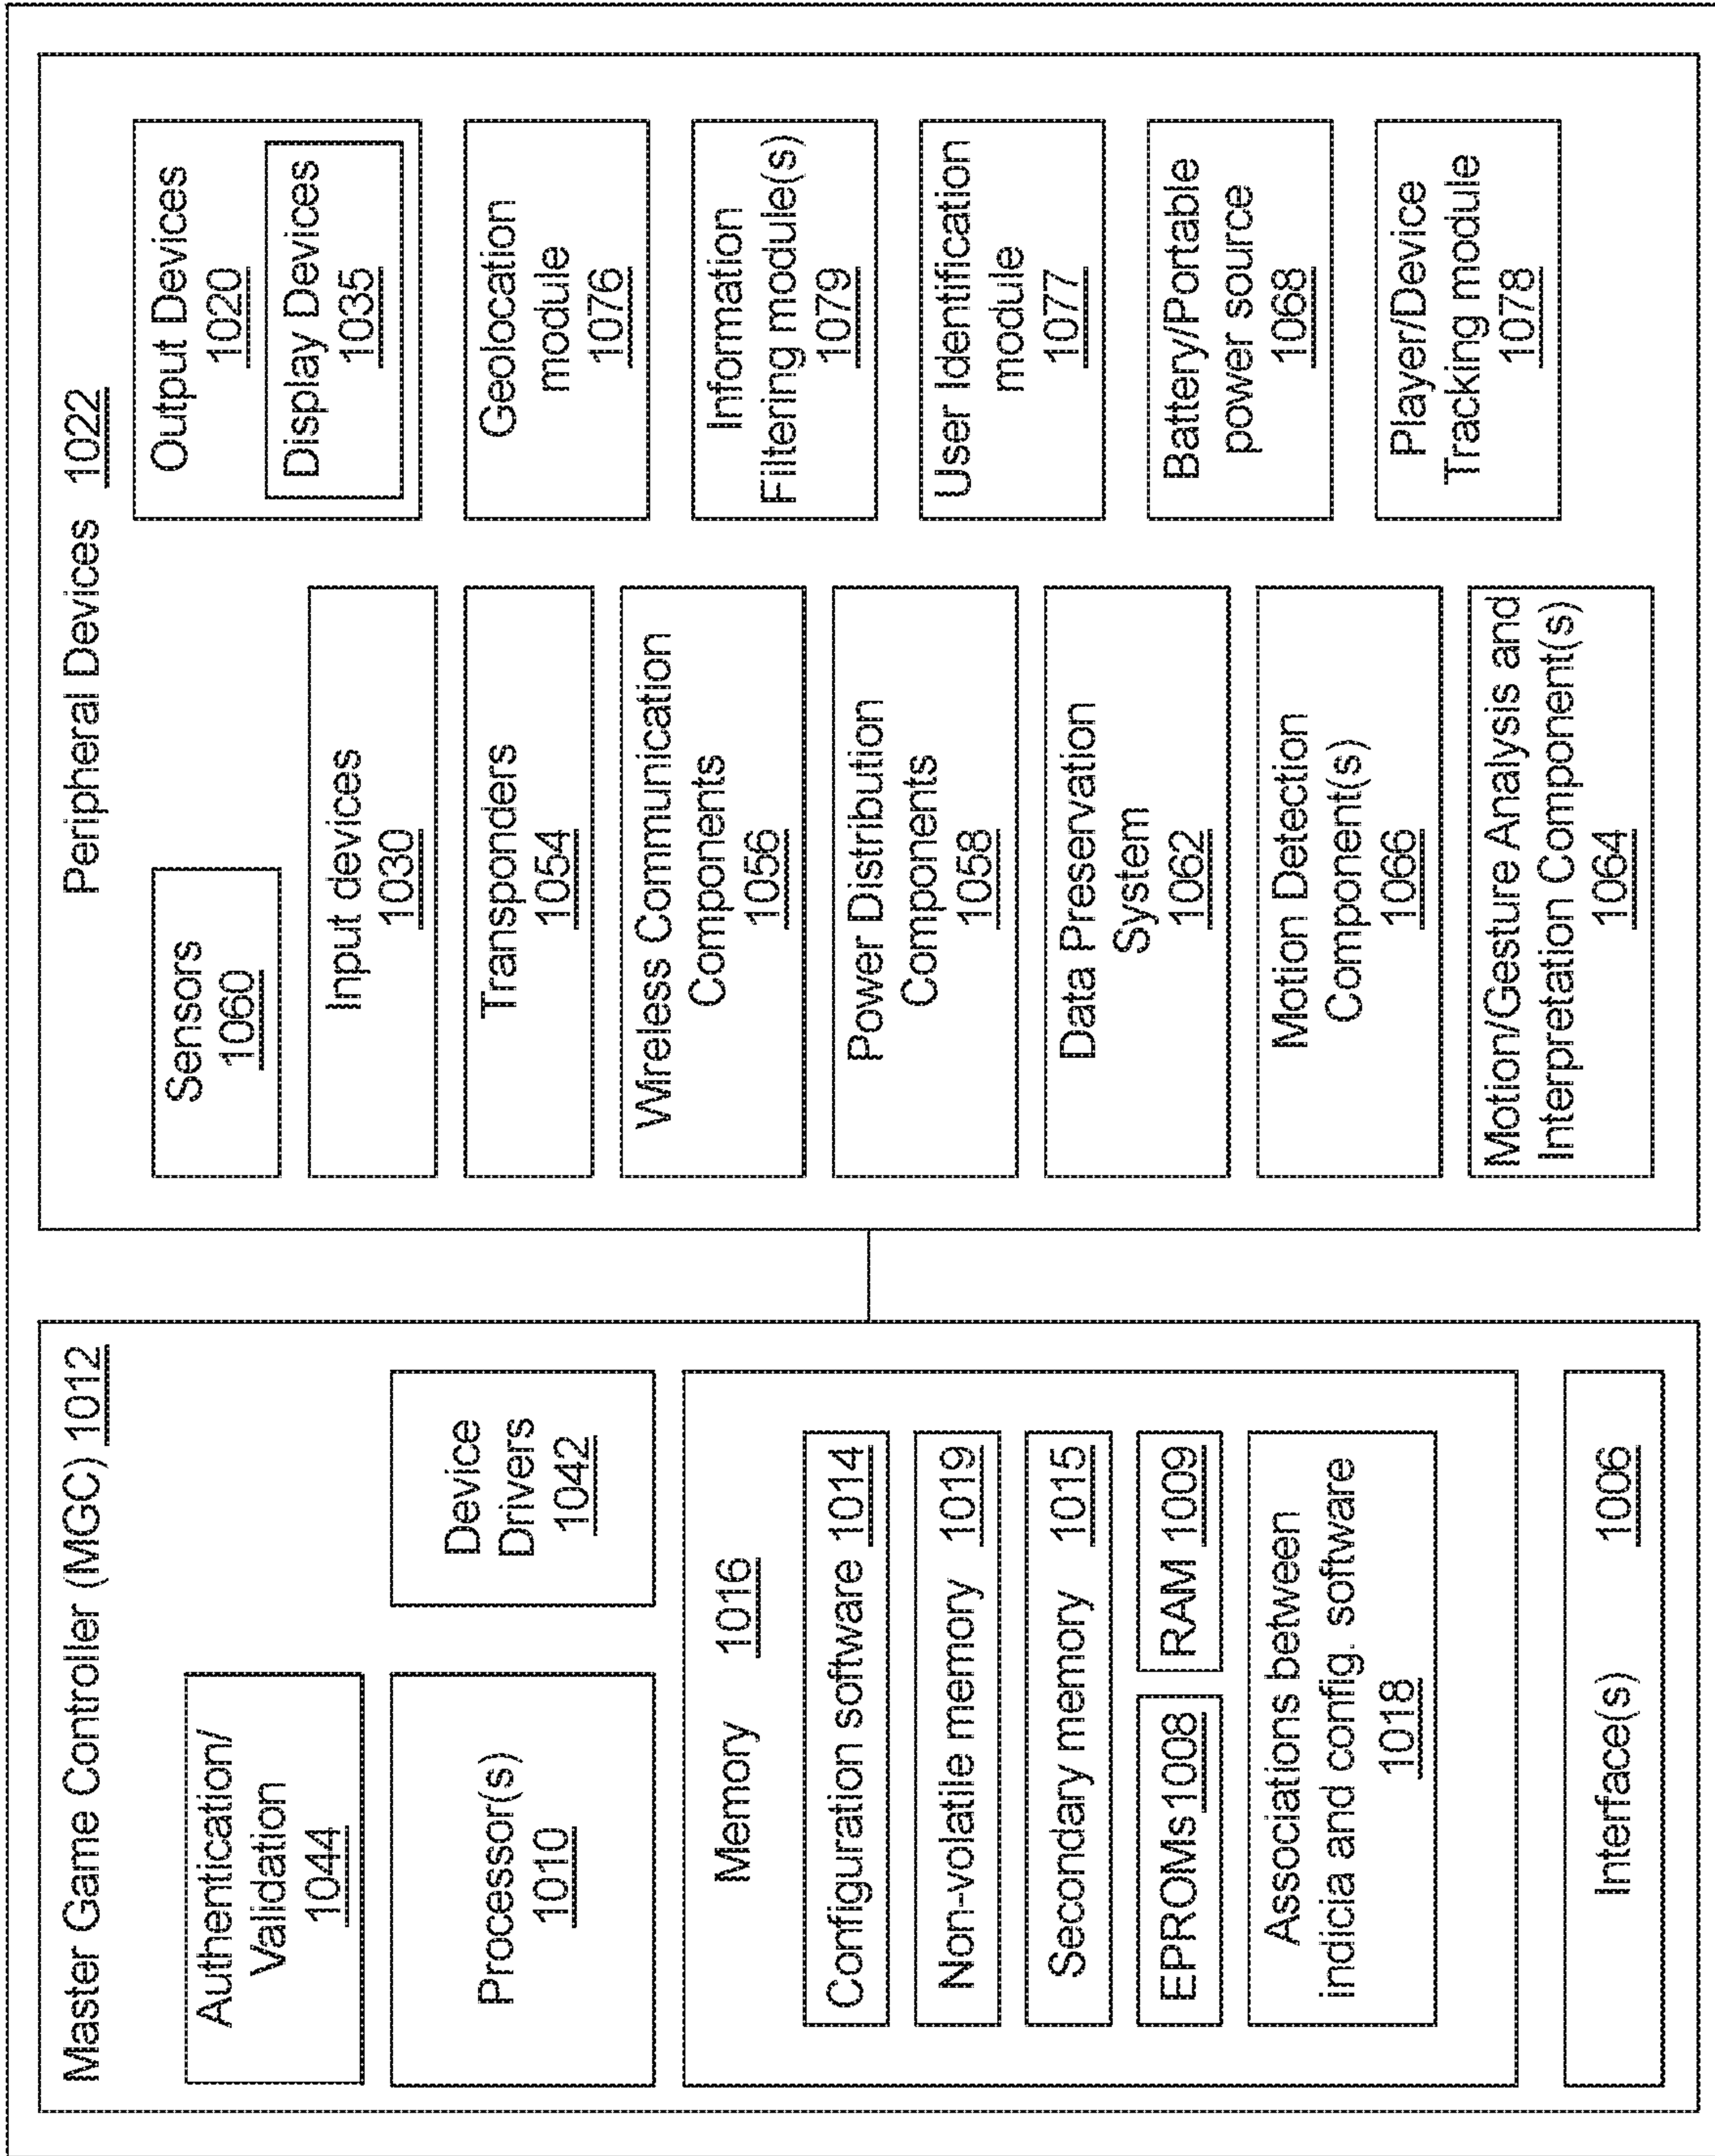 Master Game Controller (MGC) 1012
Authentication/
Validation
1044
Processor(s)
1010
Device
Drivers
1042
Memory 1016
Configuration software 1014
Non-volatile memory 1019
Secondary memory 1015
EPROMs 1008
RAM 1009
Associations between
indicia and config. software
1018
Interface(s) 1006
Peripheral Devices 1022
Sensors
1060
Input devices
1030
Transponders
1054
Wireless Communication
Components
1056
Power Distribution
Components
1058
Data Preservation
System
1062
Motion Detection
Component(s)
1066
Motion/Gesture Analysis and
Interpretation Component(s)
1064
Output Devices
1020
Display Devices
1035
Geolocation
module
1076
Information
Filtering module(s)
1079
User Identification
module
1077
Battery/Portable
power source
1068
Player/Device
Tracking module
1078